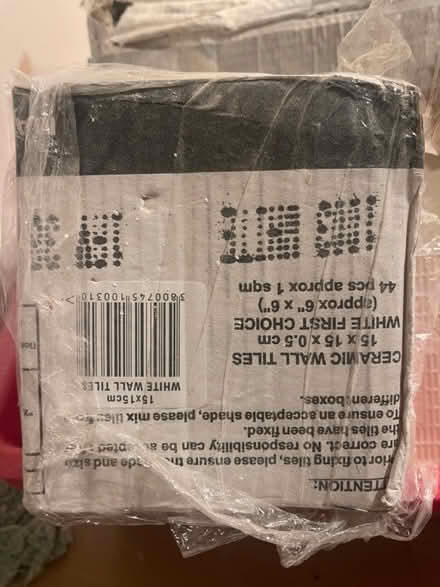 ATTENTION:
Prior to fixing tiles, please, ensure the shade and size
are correct. No responsibility can be accepted
the tiles have been fixed.
To ensure an acceptable shade, please mix tiles from
different boxes.
CERAMIC WALL TILES
15 x 15 x 0.5 cm
WHITE FIRST CHOICE
(approx 6" x 6")
44 pcs approx 1 sqm
15x15cm
WHITE WALL TILES
3 800745 100310 >